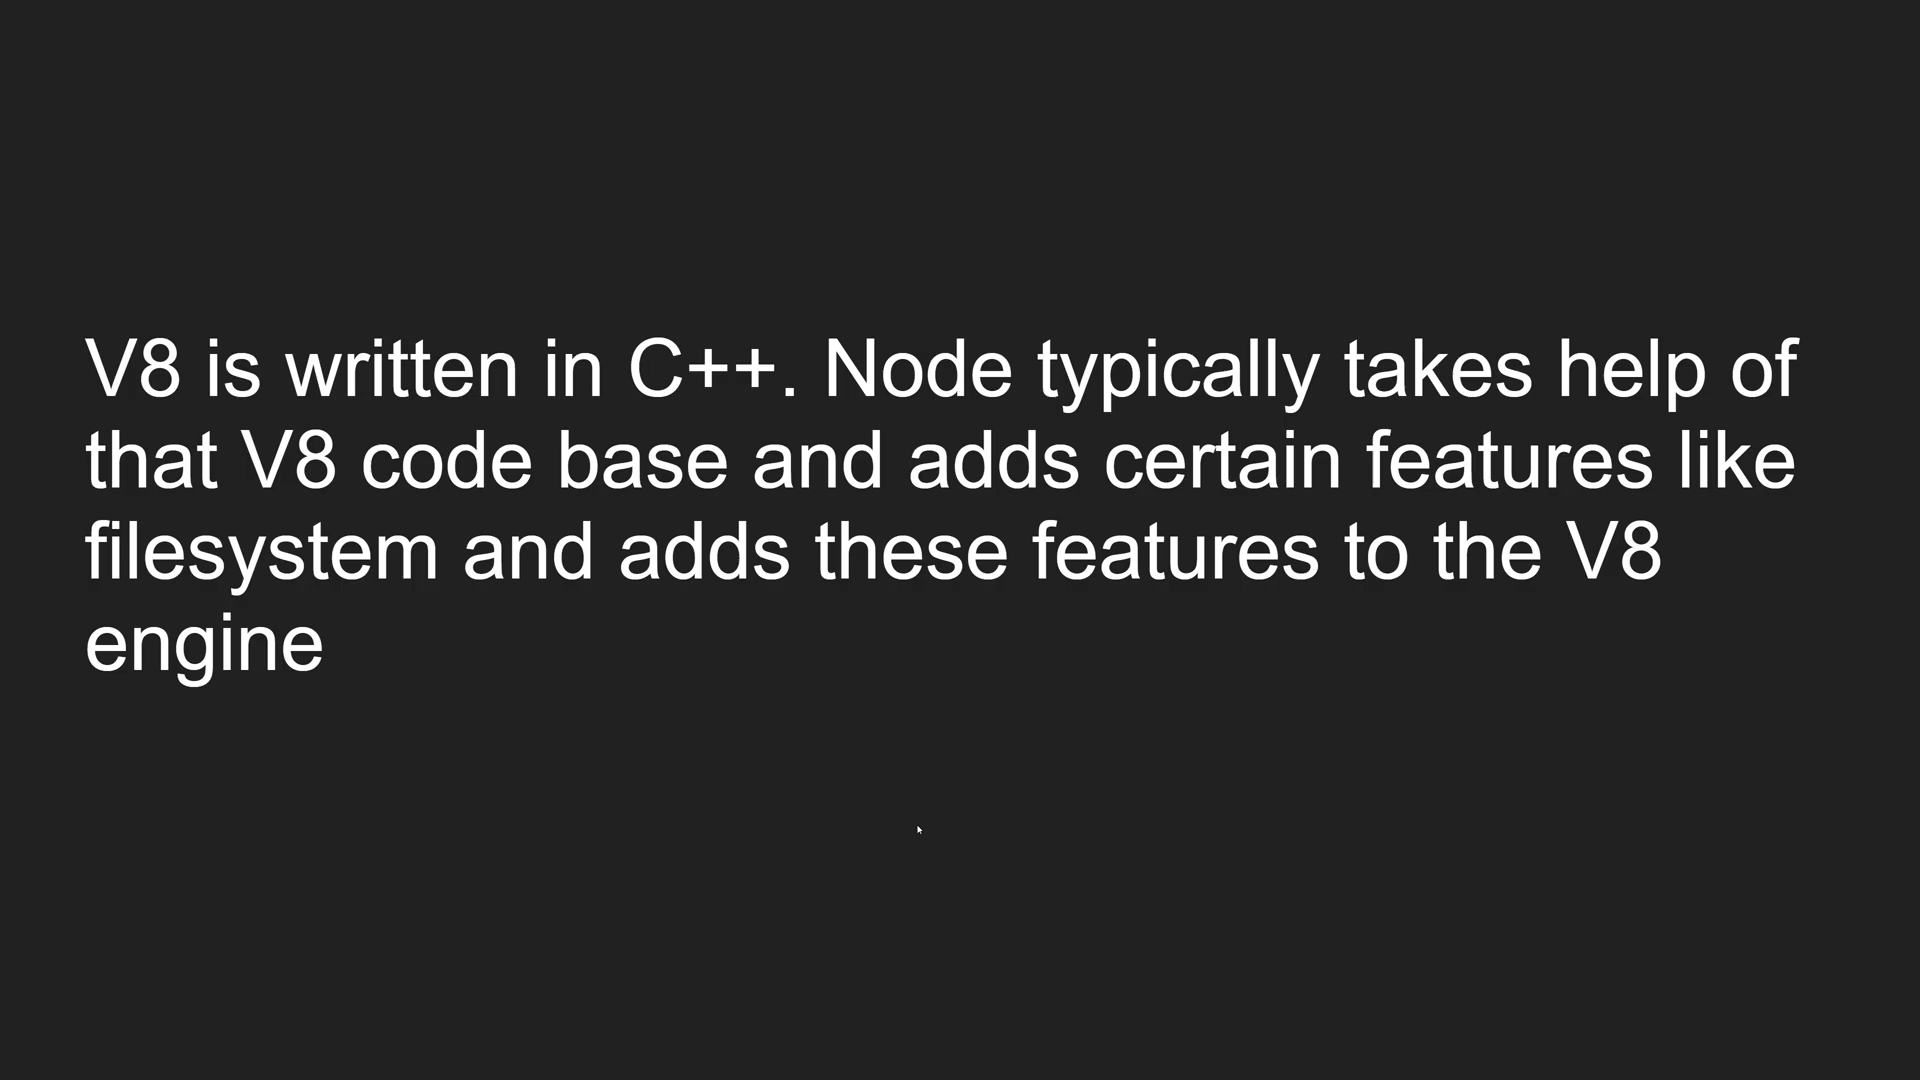 V8 is written in C++. Node typically takes help of
that V8 code base and adds certain features like
filesystem and adds these features to the V8
engine